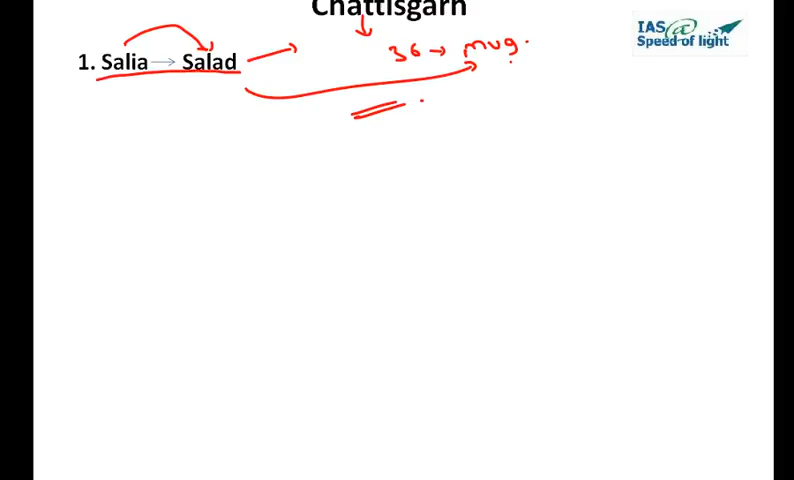 Chattisgarh
IAS@
Speed of light
36 → mug.
1. Salia → Salad